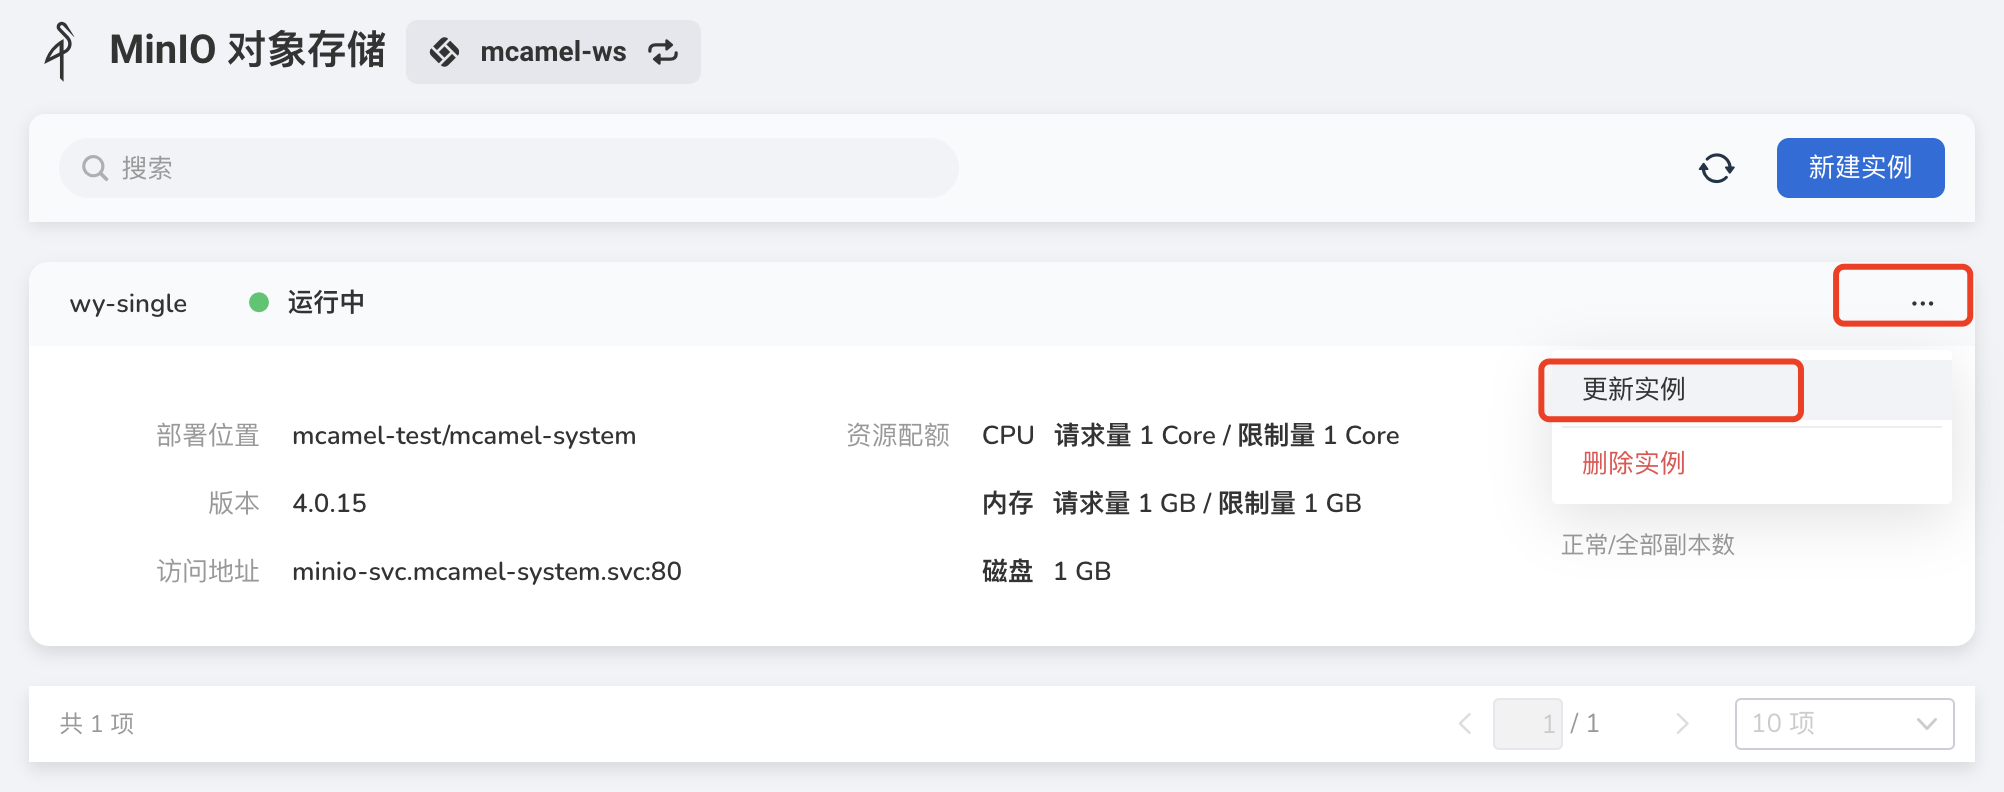 MinIO 对象存储 mcamel-ws
搜索
新建实例
wy-single 运行中 ...
更新实例
删除实例
部署位置 mcamel-test/mcamel-system 资源配额 CPU 请求量 1 Core / 限制量 1 Core
版本 4.0.15 内存 请求量 1 GB / 限制量 1 GB
正常/全部副本数
访问地址 minio-svc.mcamel-system.svc:80 磁盘 1 GB
共 1 项 1 / 1 10 项